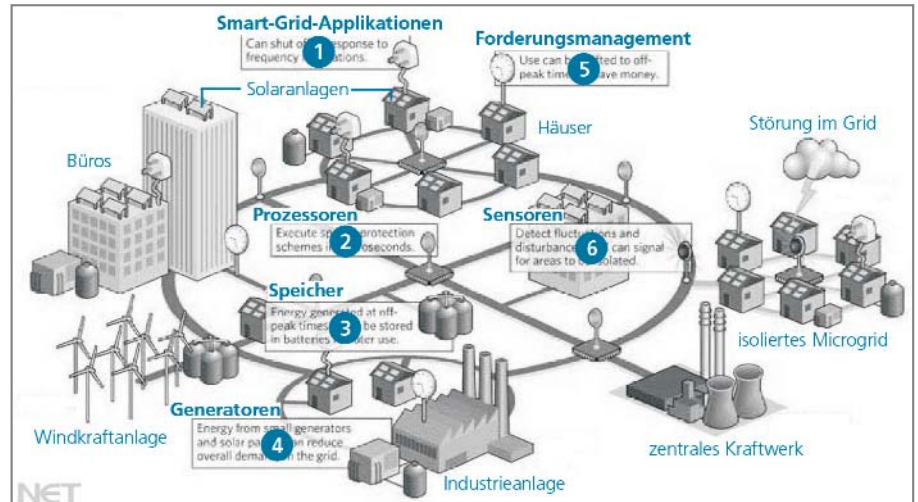 Smart-Grid-Applikationen
Can shut off response to
frequency
1
Forderungsmanagement
Use can be shifted to off-
peak times save money.
5
Solaranlagen
Häuser
Störung im Grid
Büros
Prozessoren
Execute protection
schemes in
2
Sensoren
Detect fluctuations and
disturbances can signal
for areas to be isolated.
6
Speicher
Energy generated at off-
peak times be stored
in batteries later use.
3
isoliertes Microgrid
Generatoren
Energy from small generators
and solar can reduce
overall demand the grid.
4
Windkraftanlage
zentrales Kraftwerk
Industrieanlage
NET